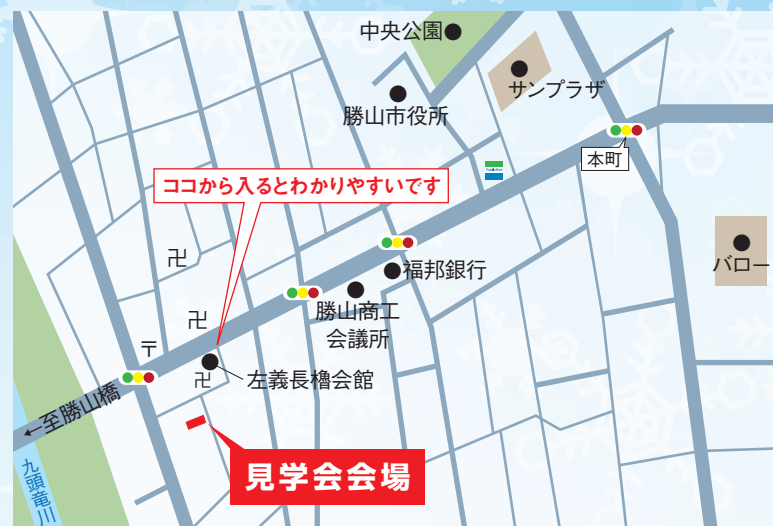 中央公園
サンプラザ
勝山市役所
本町
FamilyMart
ココから入るとわかりやすいです
バロー
福邦銀行
勝山商工
会議所
卍
卍
〒
左義長櫓会館
卍
←至勝山橋
見学会会場
九頭竜川